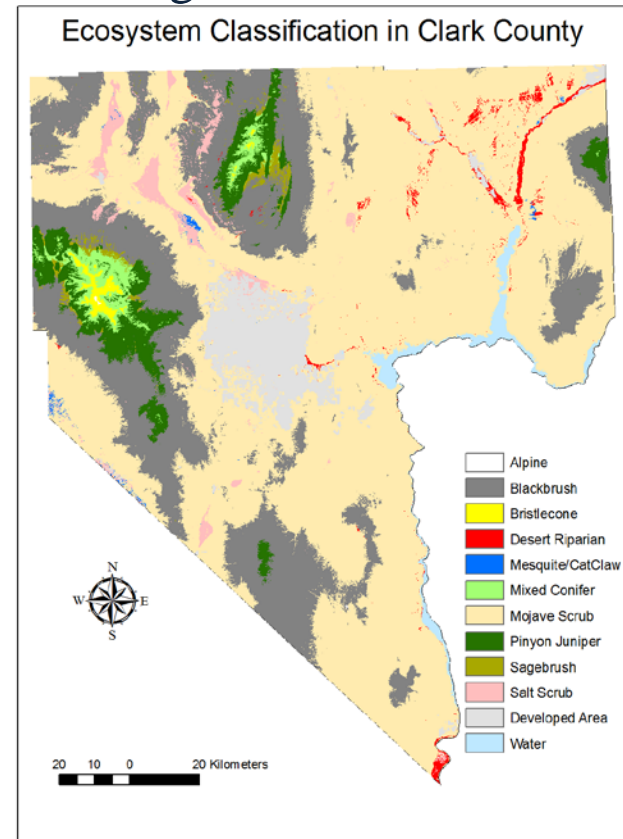 Ecosystem Classification in Clark County
Alpine
Blackbrush
Bristlecone
Desert Riparian
Mesquite/CatClaw
Mixed Conifer
Mojave Scrub
Pinyon Juniper
Sagebrush
Salt Scrub
Developed Area
Water
N
W E
S
20 10 0 20 Kilometers